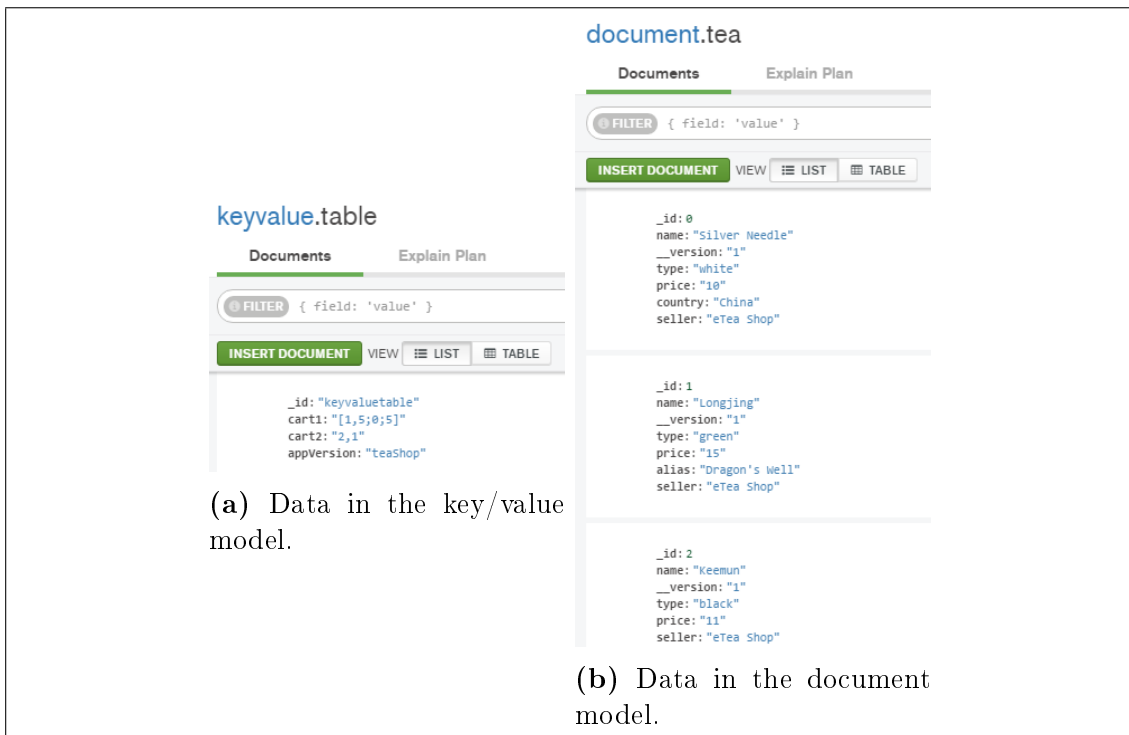 keyvalue.table
Documents Explain Plan
FILTER { field: 'value' }
INSERT DOCUMENT VIEW LIST TABLE
_id: "keyvaluetable"
cart1: "[1,5;0;5]"
cart2: "2,1"
appVersion: "teaShop"
(a) Data in the key/value
model.
document.tea
Documents Explain Plan
FILTER { field: 'value' }
INSERT DOCUMENT VIEW LIST TABLE
_id: 0
name: "Silver Needle"
__version: "1"
type: "white"
price: "10"
country: "China"
seller: "eTea Shop"
_id: 1
name: "Longjing"
__version: "1"
type: "green"
price: "15"
alias: "Dragon's Well"
seller: "eTea Shop"
_id: 2
name: "Keemun"
__version: "1"
type: "black"
price: "11"
seller: "eTea Shop"
(b) Data in the document
model.